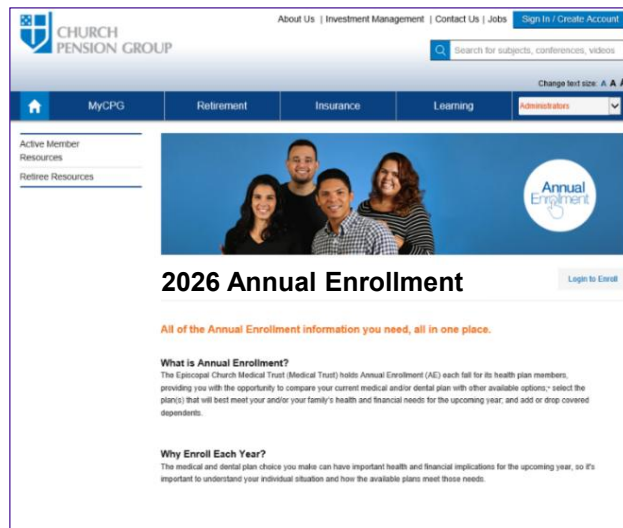 CHURCH
PENSION GROUP
About Us | Investment Management | Contact Us | Jobs
Sign In / Create Account
Search for subjects, conferences, videos
Change text size: A A A
MyCPG
Retirement
Insurance
Learning
Administrators
Active Member
Resources
Retiree Resources
Annual
Enrollment
2026 Annual Enrollment
Login to Enroll
All of the Annual Enrollment information you need, all in one place.
What is Annual Enrollment?
The Episcopal Church Medical Trust (Medical Trust) holds Annual Enrollment (AE) each fall for its health plan members,
providing you with the opportunity to compare your current medical and/or dental plan with other available options;* select the
plan(s) that will best meet your and/or your family's health and financial needs for the upcoming year; and add or drop covered
dependents.
Why Enroll Each Year?
The medical and dental plan choice you make can have important health and financial implications for the upcoming year, so it's
important to understand your individual situation and how the available plans meet those needs.